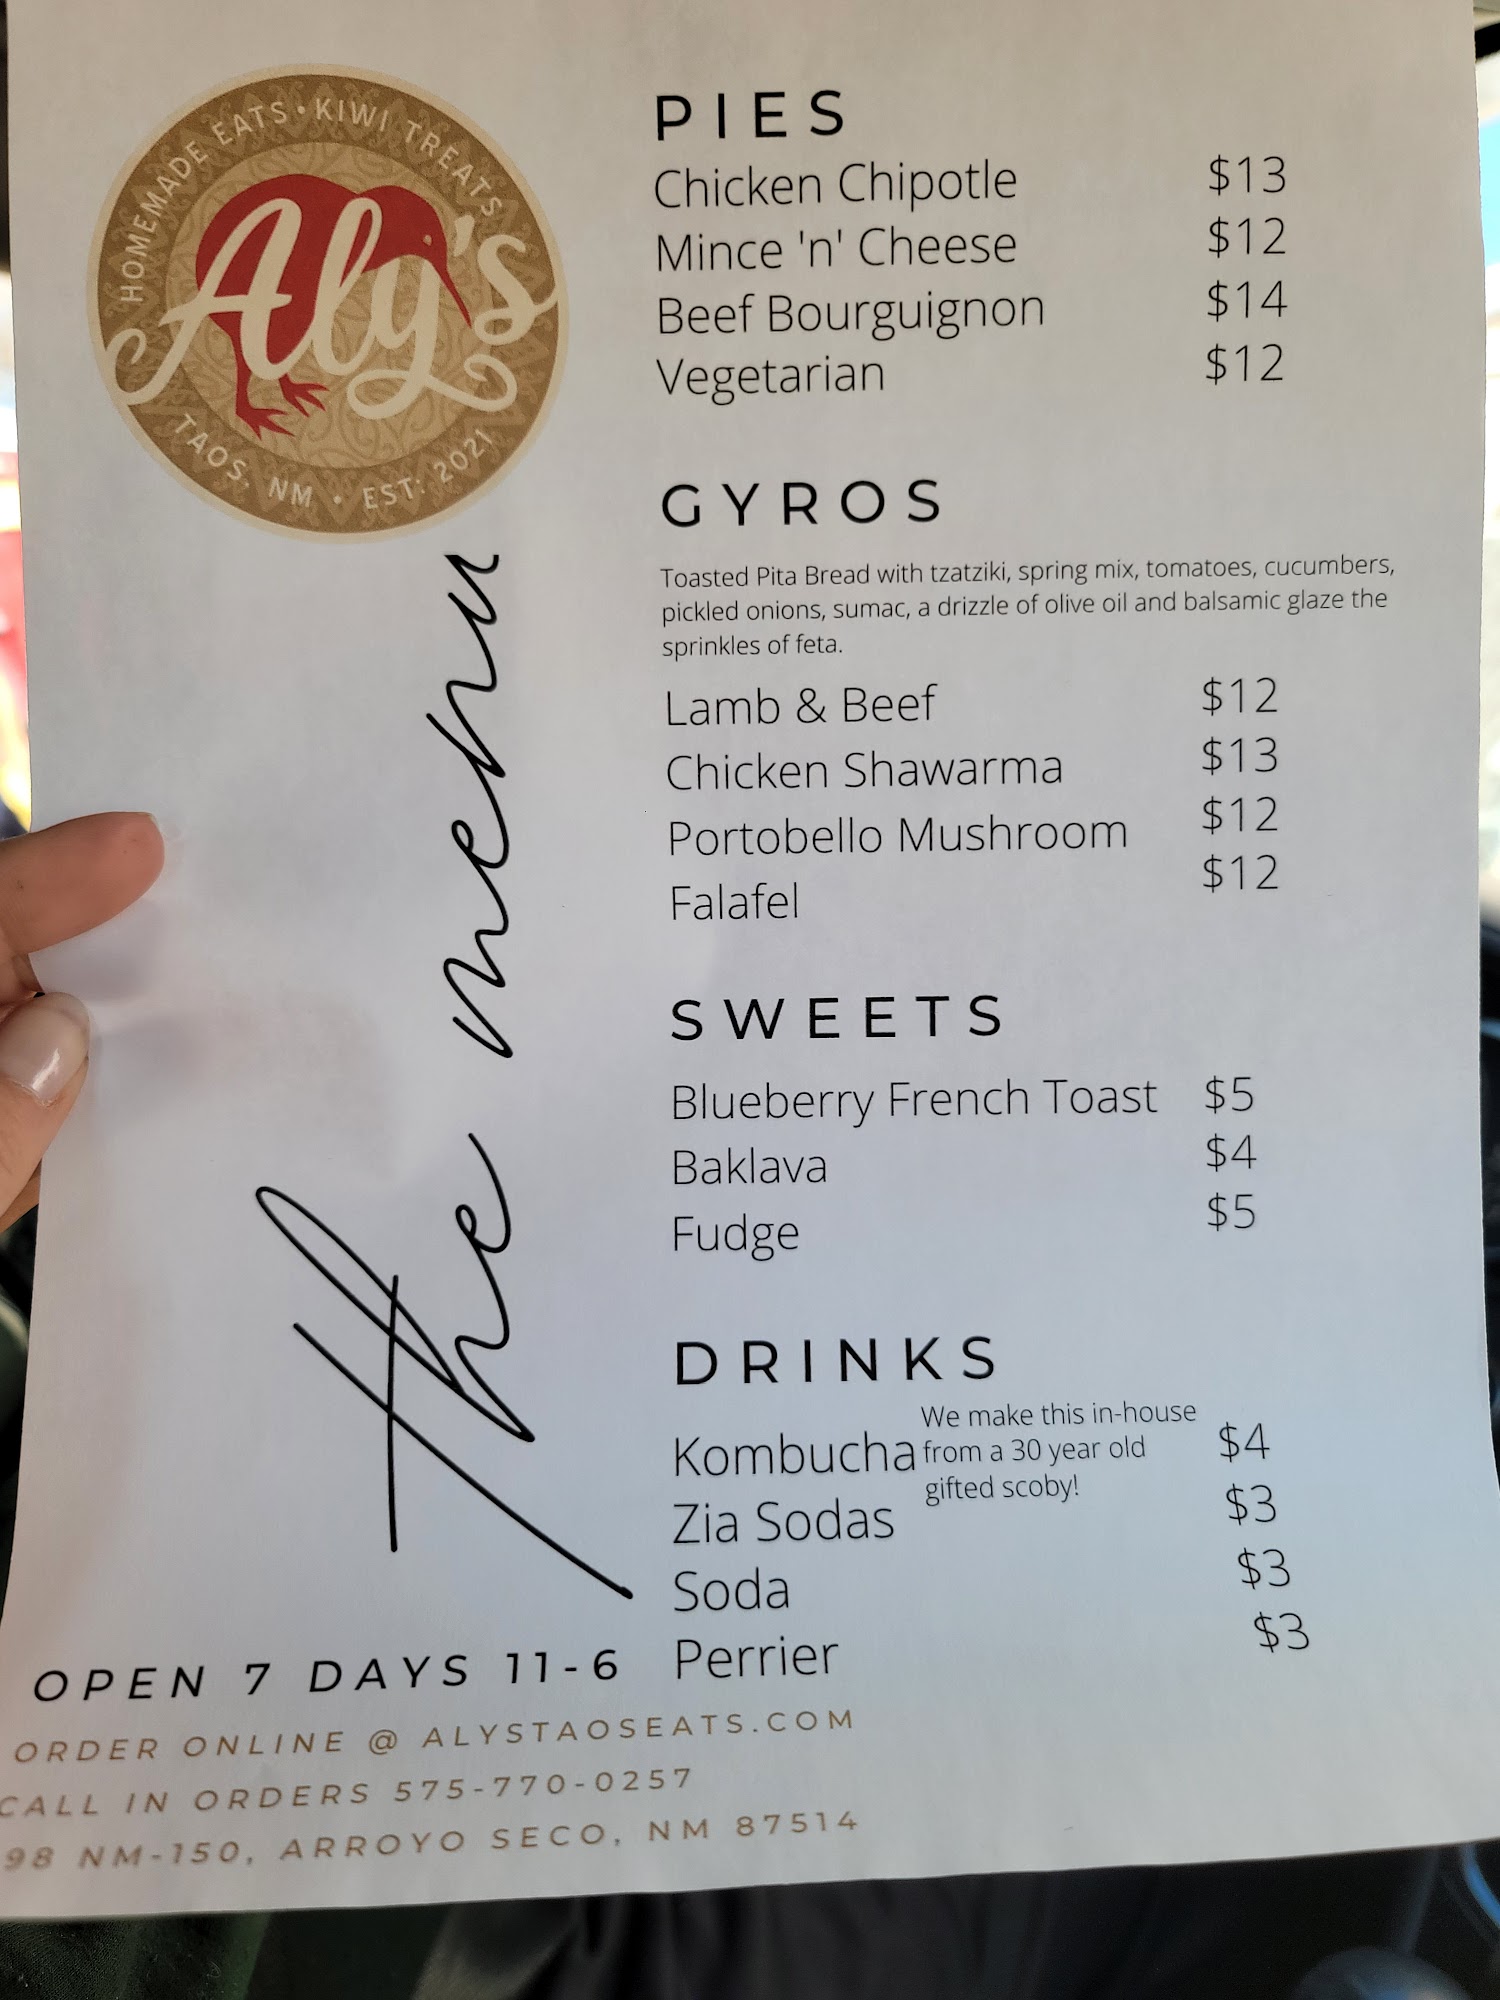 HOMEMADE EATS • KIWI TREATS
Aly's
TAOS, NM • EST: 2021
the menu
PIES
Chicken Chipotle $13
Mince 'n' Cheese $12
Beef Bourguignon $14
Vegetarian $12
GYROS
Toasted Pita Bread with tzatziki, spring mix, tomatoes, cucumbers,
pickled onions, sumac, a drizzle of olive oil and balsamic glaze the
sprinkles of feta.
Lamb & Beef $12
Chicken Shawarma $13
Portobello Mushroom $12
Falafel $12
SWEETS
Blueberry French Toast $5
Baklava $4
Fudge $5
DRINKS
Kombucha We make this in-house from a 30 year old gifted scoby! $4
Zia Sodas $3
Soda $3
Perrier $3
OPEN 7 DAYS 11-6
ORDER ONLINE @ ALYSTAOSEATS.COM
CALL IN ORDERS 575-770-0257
98 NM-150, ARROYO SECO, NM 87514